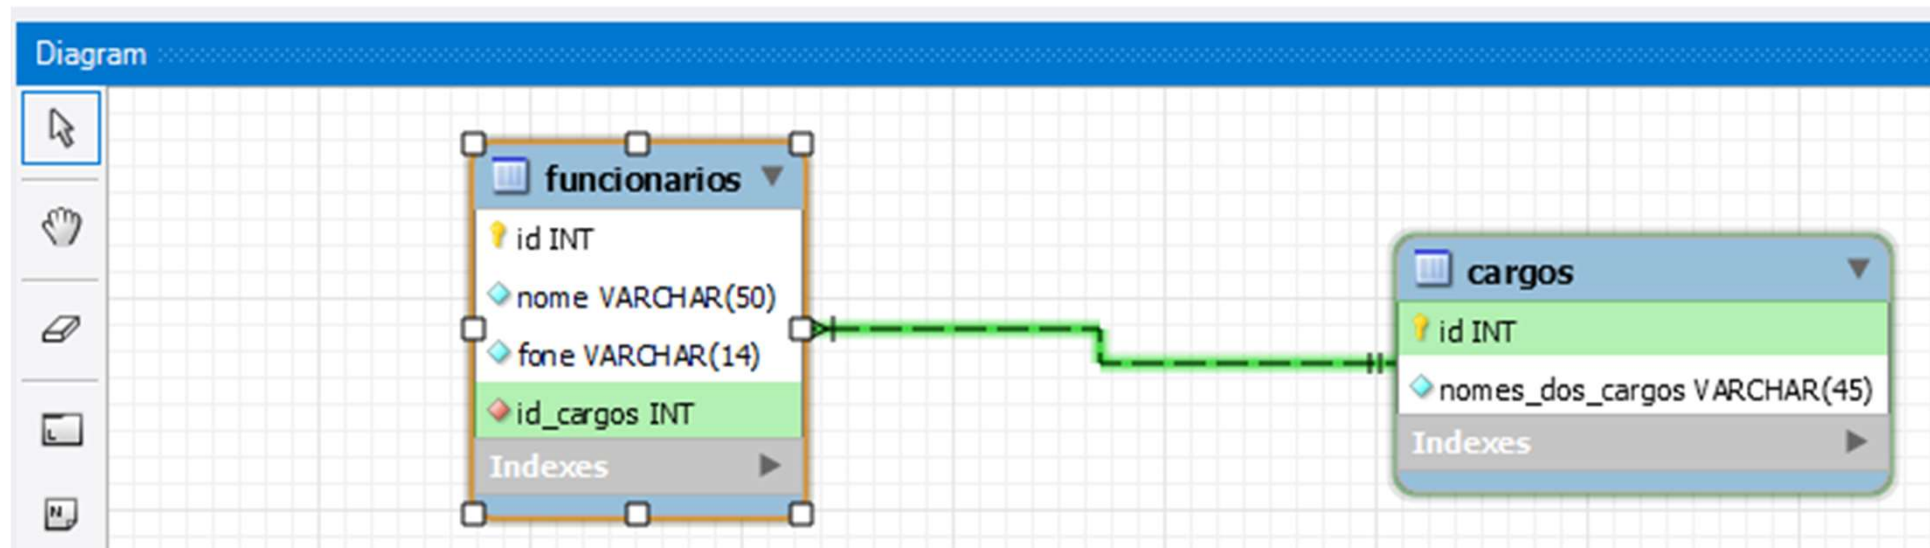 Diagram
funcionarios
id INT
nome VARCHAR(50)
fone VARCHAR(14)
id_cargos INT
Indexes
cargos
id INT
nomes_dos_cargos VARCHAR(45)
Indexes
L
N